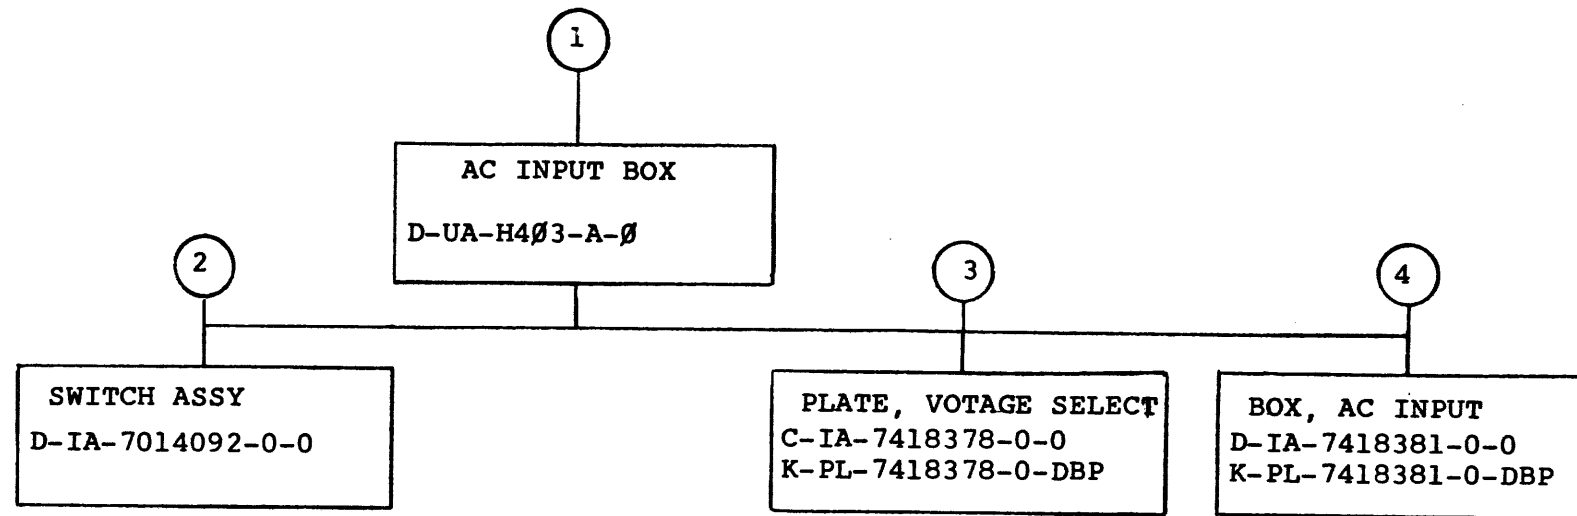 1
AC INPUT BOX
D-UA-H4Ø3-A-Ø
2
3
4
SWITCH ASSY
D-IA-7014092-0-0
PLATE, VOTAGE SELECT
C-IA-7418378-0-0
K-PL-7418378-0-DBP
BOX, AC INPUT
D-IA-7418381-0-0
K-PL-7418381-0-DBP